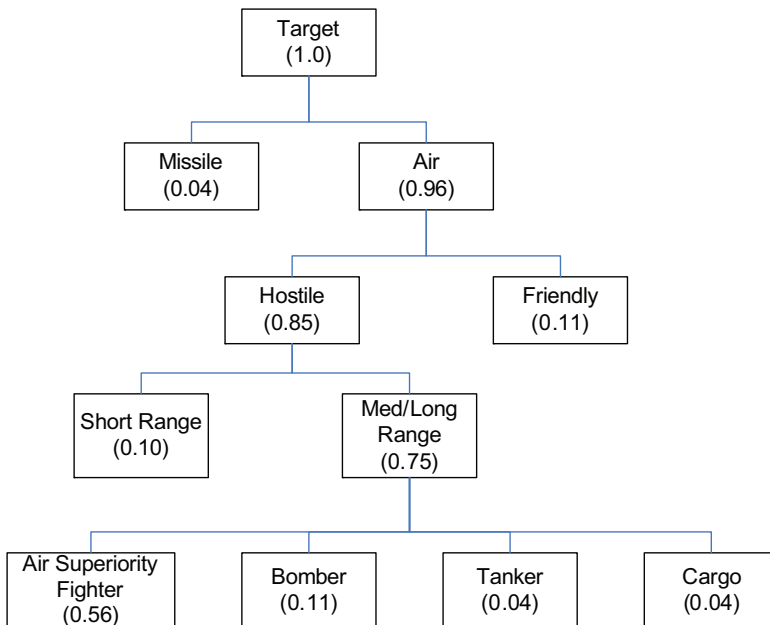 Target
(1.0)
Missile
(0.04)
Air
(0.96)
Hostile
(0.85)
Friendly
(0.11)
Short Range
(0.10)
Med/Long
Range
(0.75)
Air Superiority
Fighter
(0.56)
Bomber
(0.11)
Tanker
(0.04)
Cargo
(0.04)